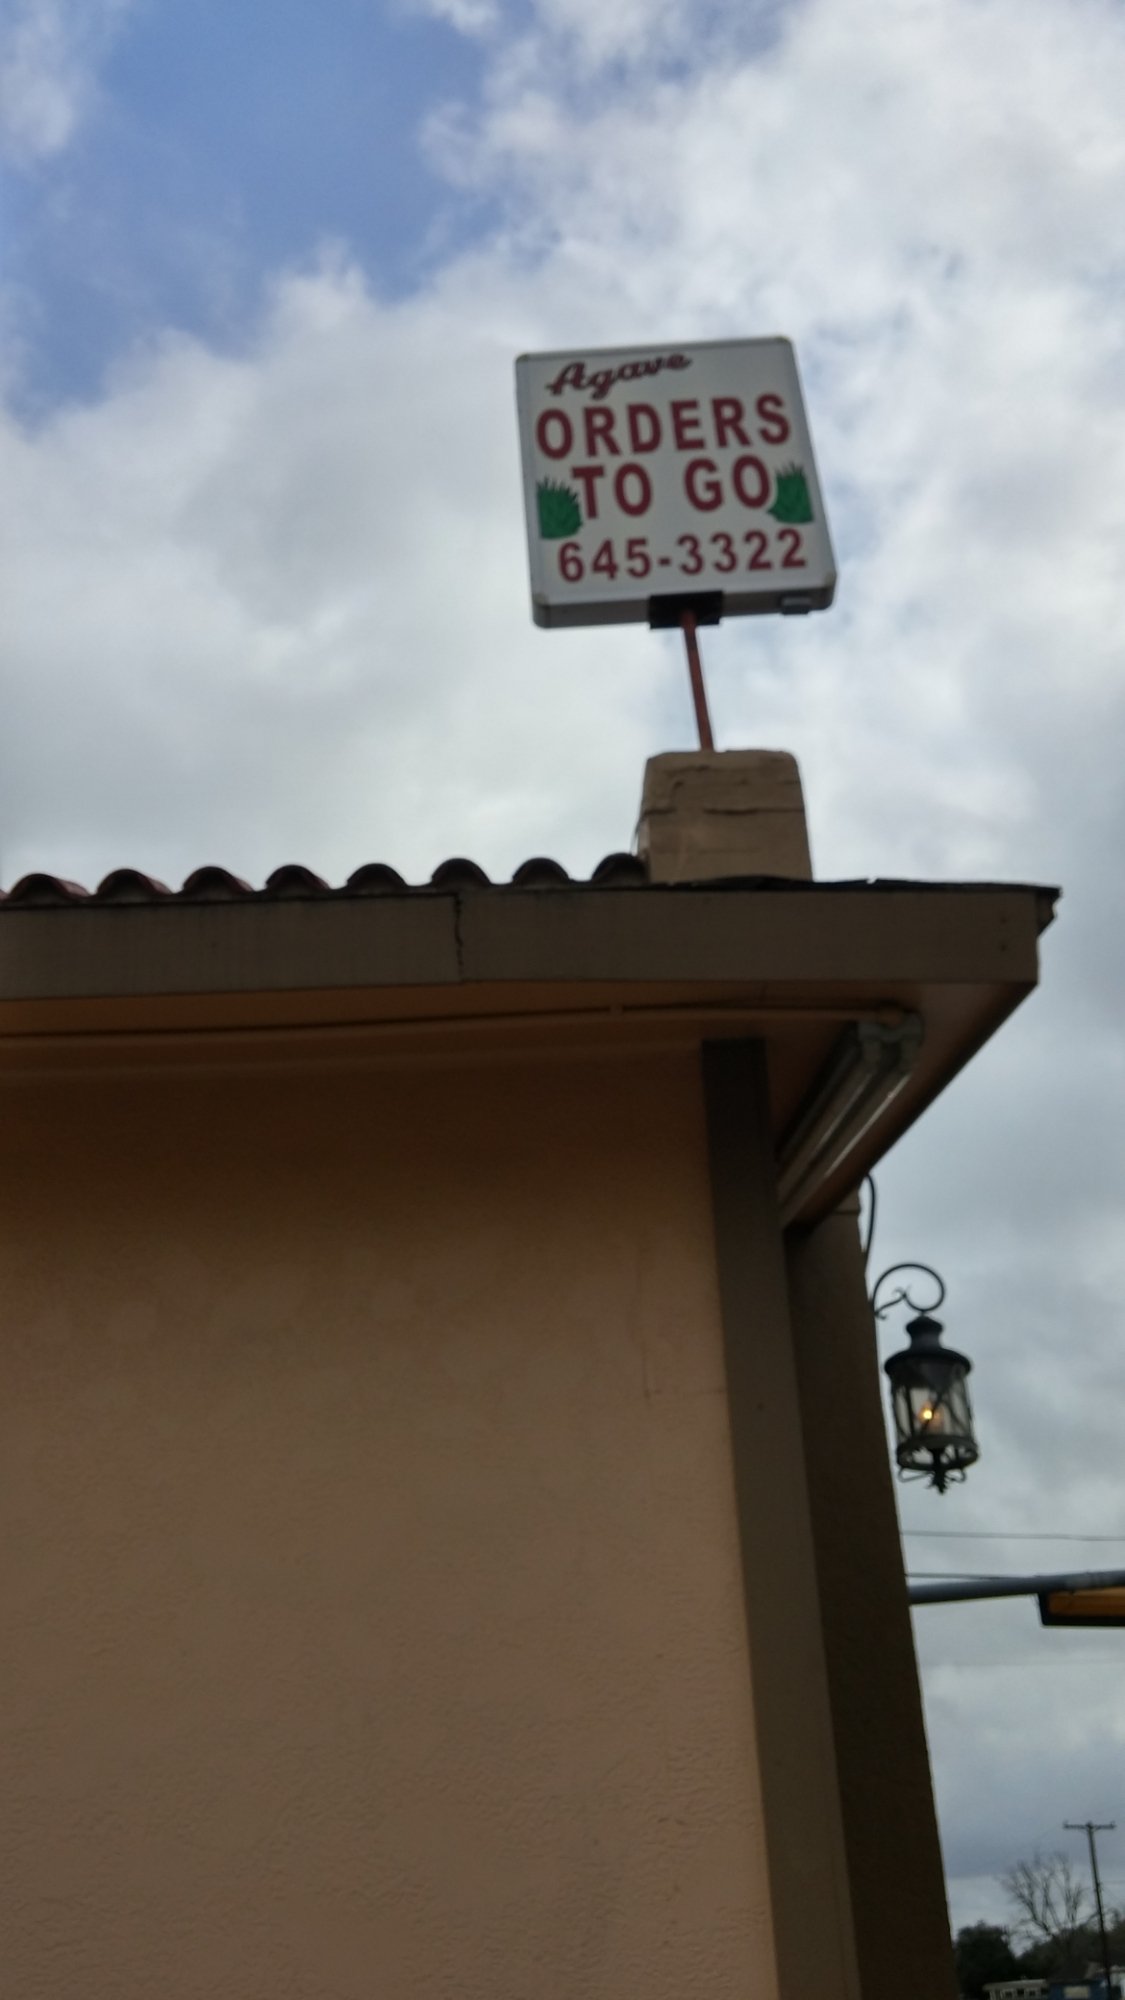 Agave
ORDERS
TO GO
645-3322